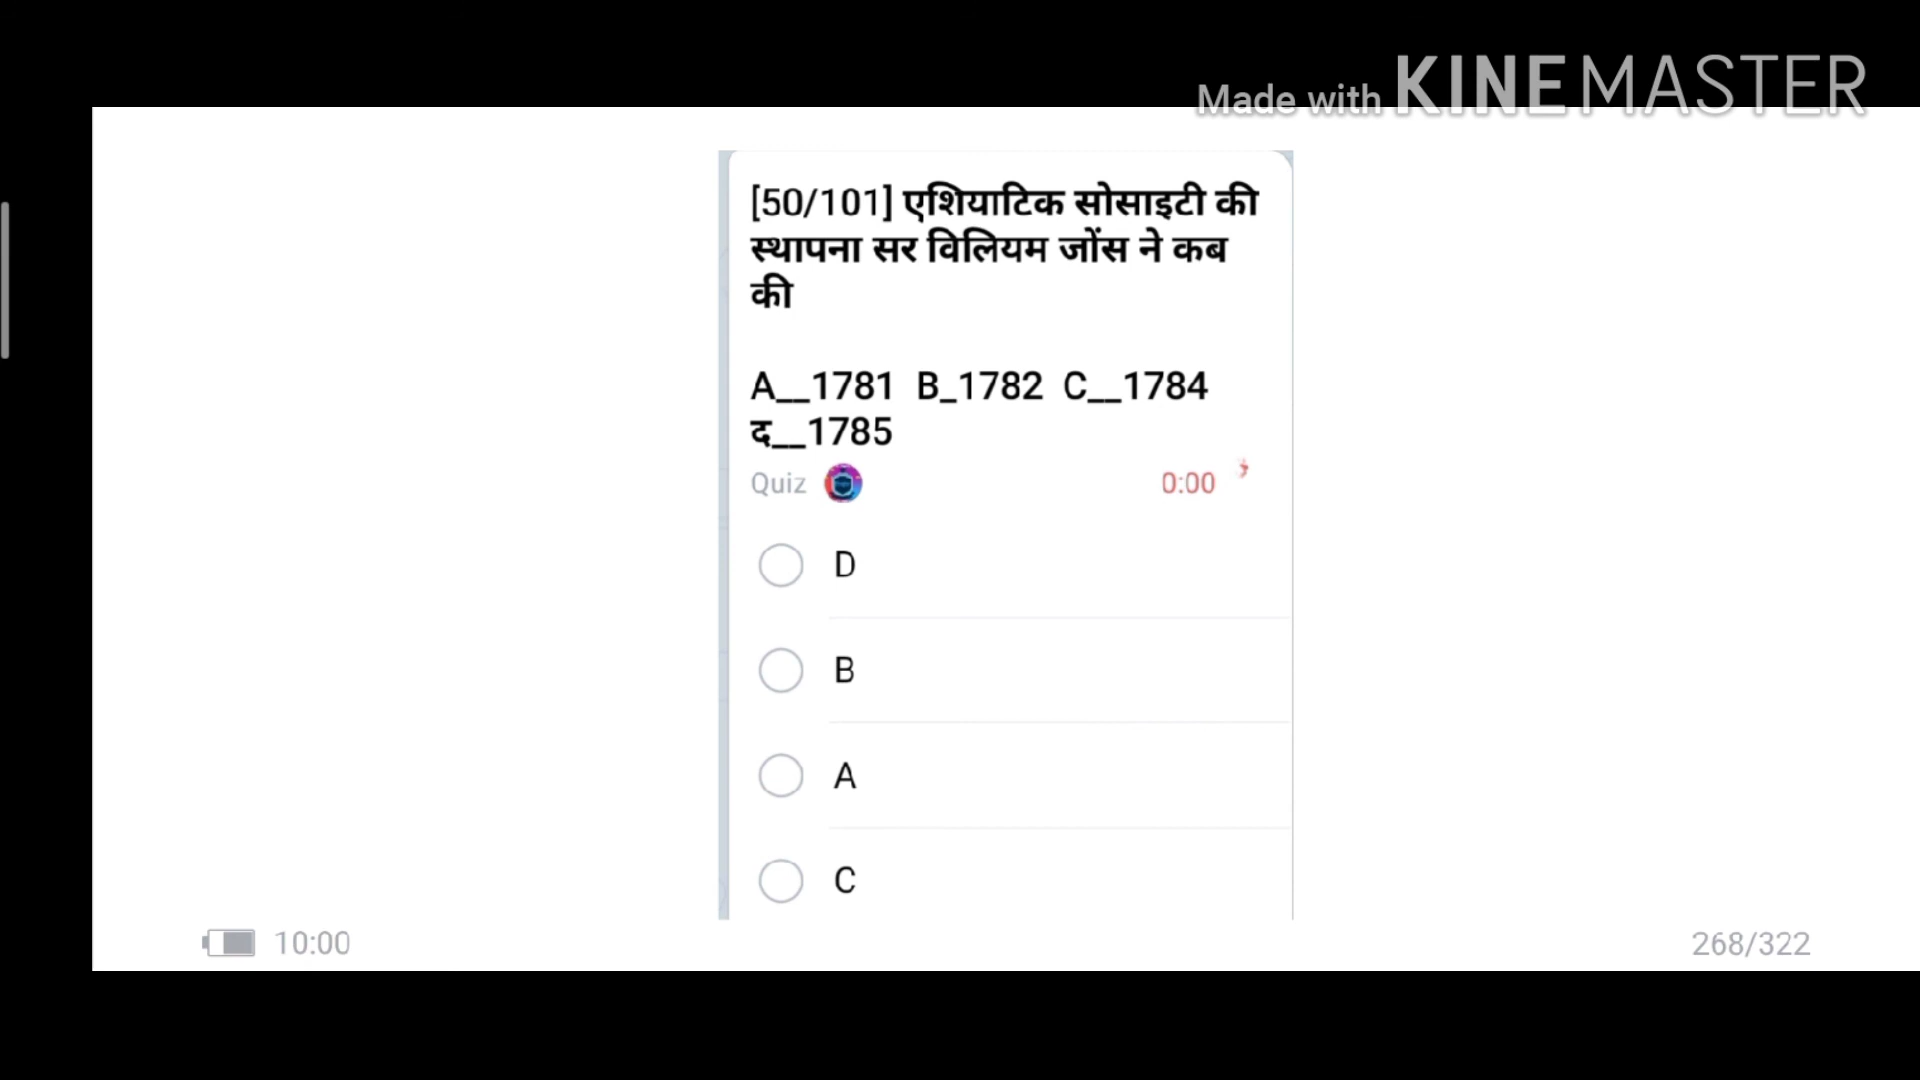 Made with KINEMASTER
[50/101] एशियाटिक सोसाइटी की
स्थापना सर विलियम जोंस ने कब
की
A__1781 B_1782 C__1784
द__1785
Quiz 0:00
D
B
A
C
10:00 268/322